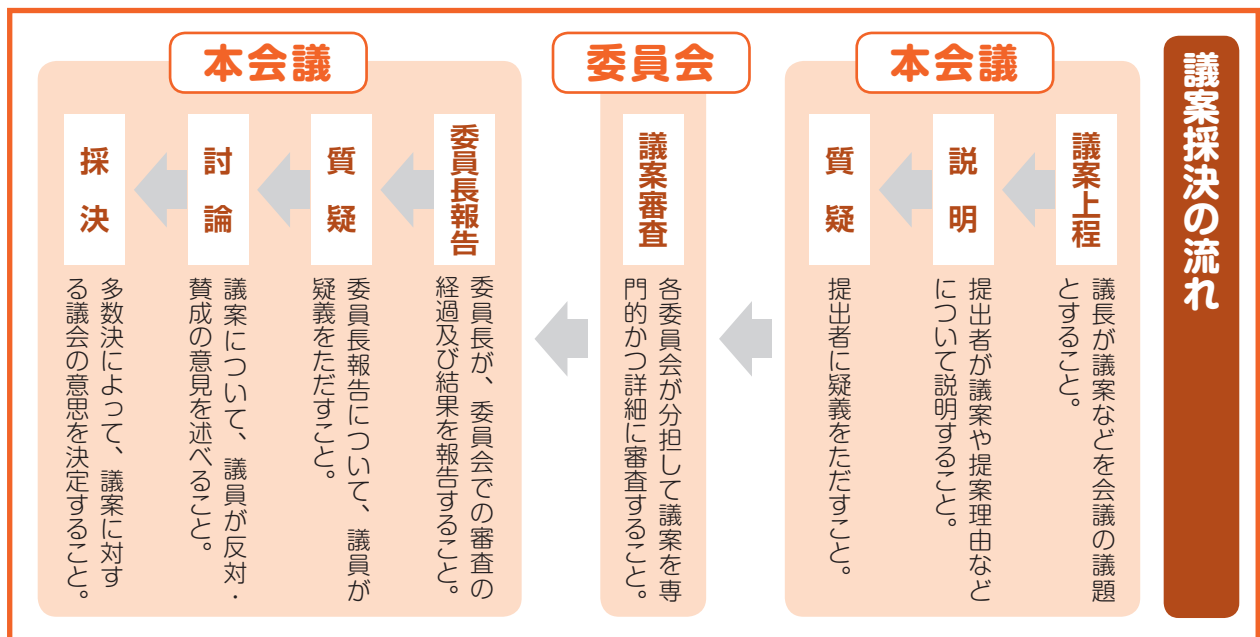 議案採決の流れ
本会議
議案上程
議長が議案などを会議の議題
とすること。
説明
提出者が議案や提案理由など
について説明すること。
質疑
提出者に疑義をただすこと。
委員会
議案審査
各委員会が分担して議案を専
門的かつ詳細に審査すること。
本会議
委員長報告
委員長が、委員会での審査の
経過及び結果を報告すること。
質疑
委員長報告について、議員が
疑義をただすこと。
討論
議案について、議員が反対・
賛成の意見を述べること。
採決
多数決によって、議案に対す
る議会の意思を決定すること。